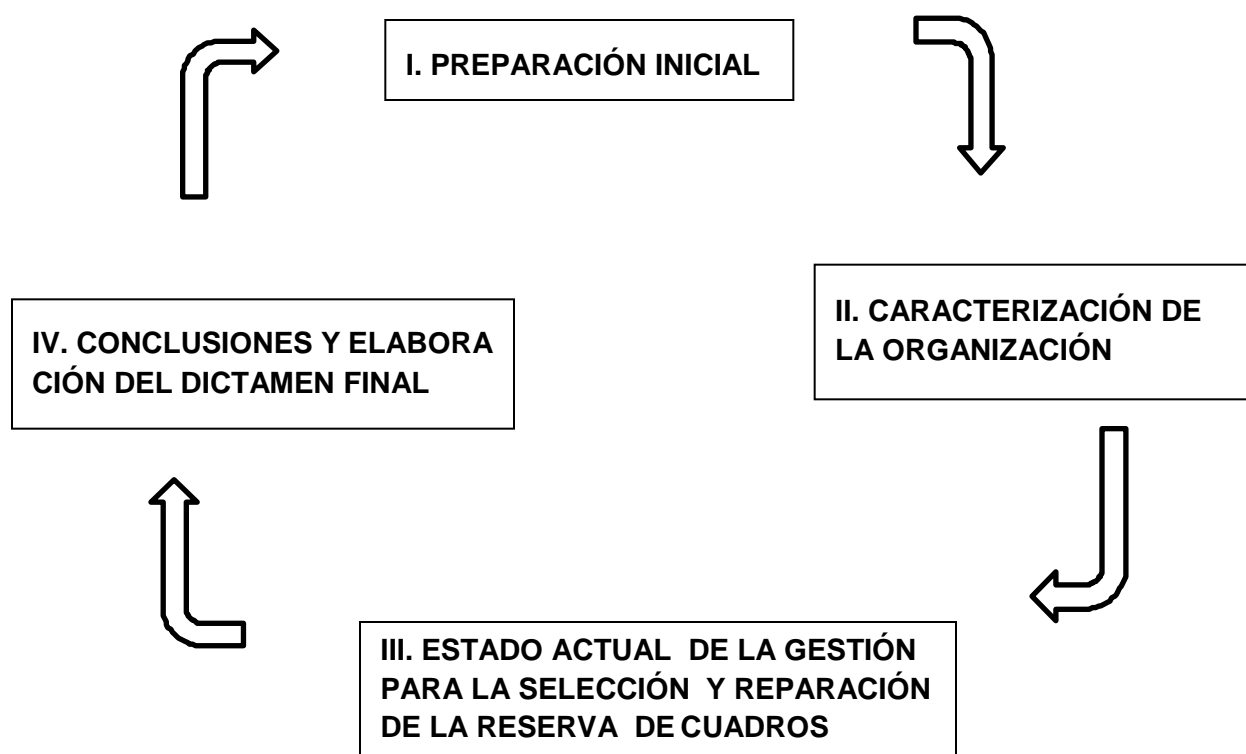 I. PREPARACIÓN INICIAL
II. CARACTERIZACIÓN DE
LA ORGANIZACIÓN
III. ESTADO ACTUAL DE LA GESTIÓN
PARA LA SELECCIÓN Y REPARACIÓN
DE LA RESERVA DE CUADROS
IV. CONCLUSIONES Y ELABORA
CIÓN DEL DICTAMEN FINAL